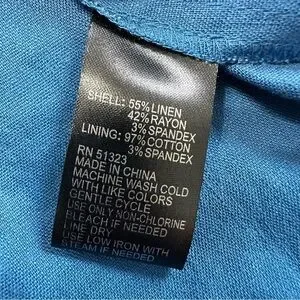 SHELL: 55% LINEN
42% RAYON
3% SPANDEX
LINING: 97% COTTON
3% SPANDEX
RN 51323
MADE IN CHINA
MACHINE WASH COLD
WITH LIKE COLORS
GENTLE CYCLE
USE ONLY NON-CHLORINE
BLEACH IF NEEDED
LINE DRY
USE LOW IRON WITH
STEAM IF NEEDED